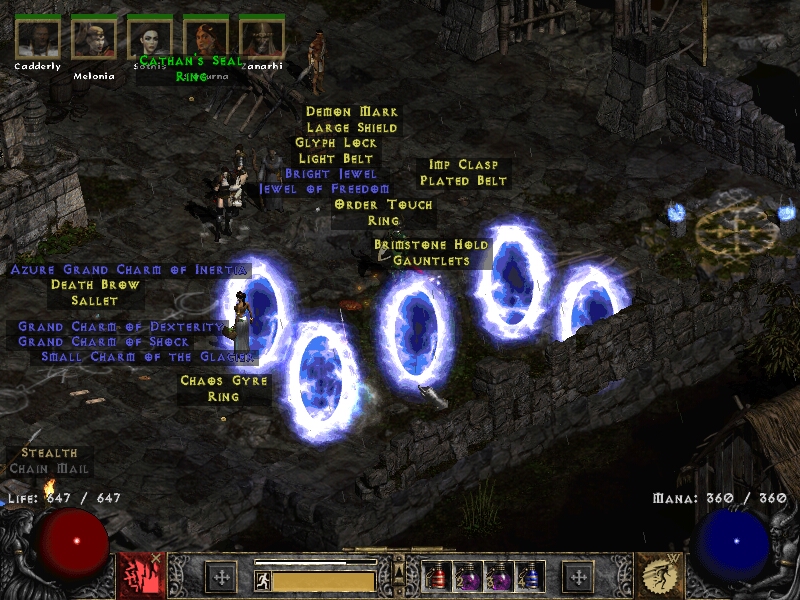 Cadderly
Melonia
Zanarhi
Cathan's Seal
Ring
Demon Mark
Large Shield
Glyph Lock
Light Belt
Bright Jewel
Jewel of Freedom
Imp Clasp
Plated Belt
Order Touch
Ring
Brimstone Hold
Gauntlets
Azure Grand Charm of Inertia
Death Brow
Sallet
Grand Charm of Dexterity
Grand Charm of Shock
Small Charm of the Glacier
Chaos Gyre
Ring
Stealth
Chain Mail
Life: 647 / 647
Mana: 360 / 360